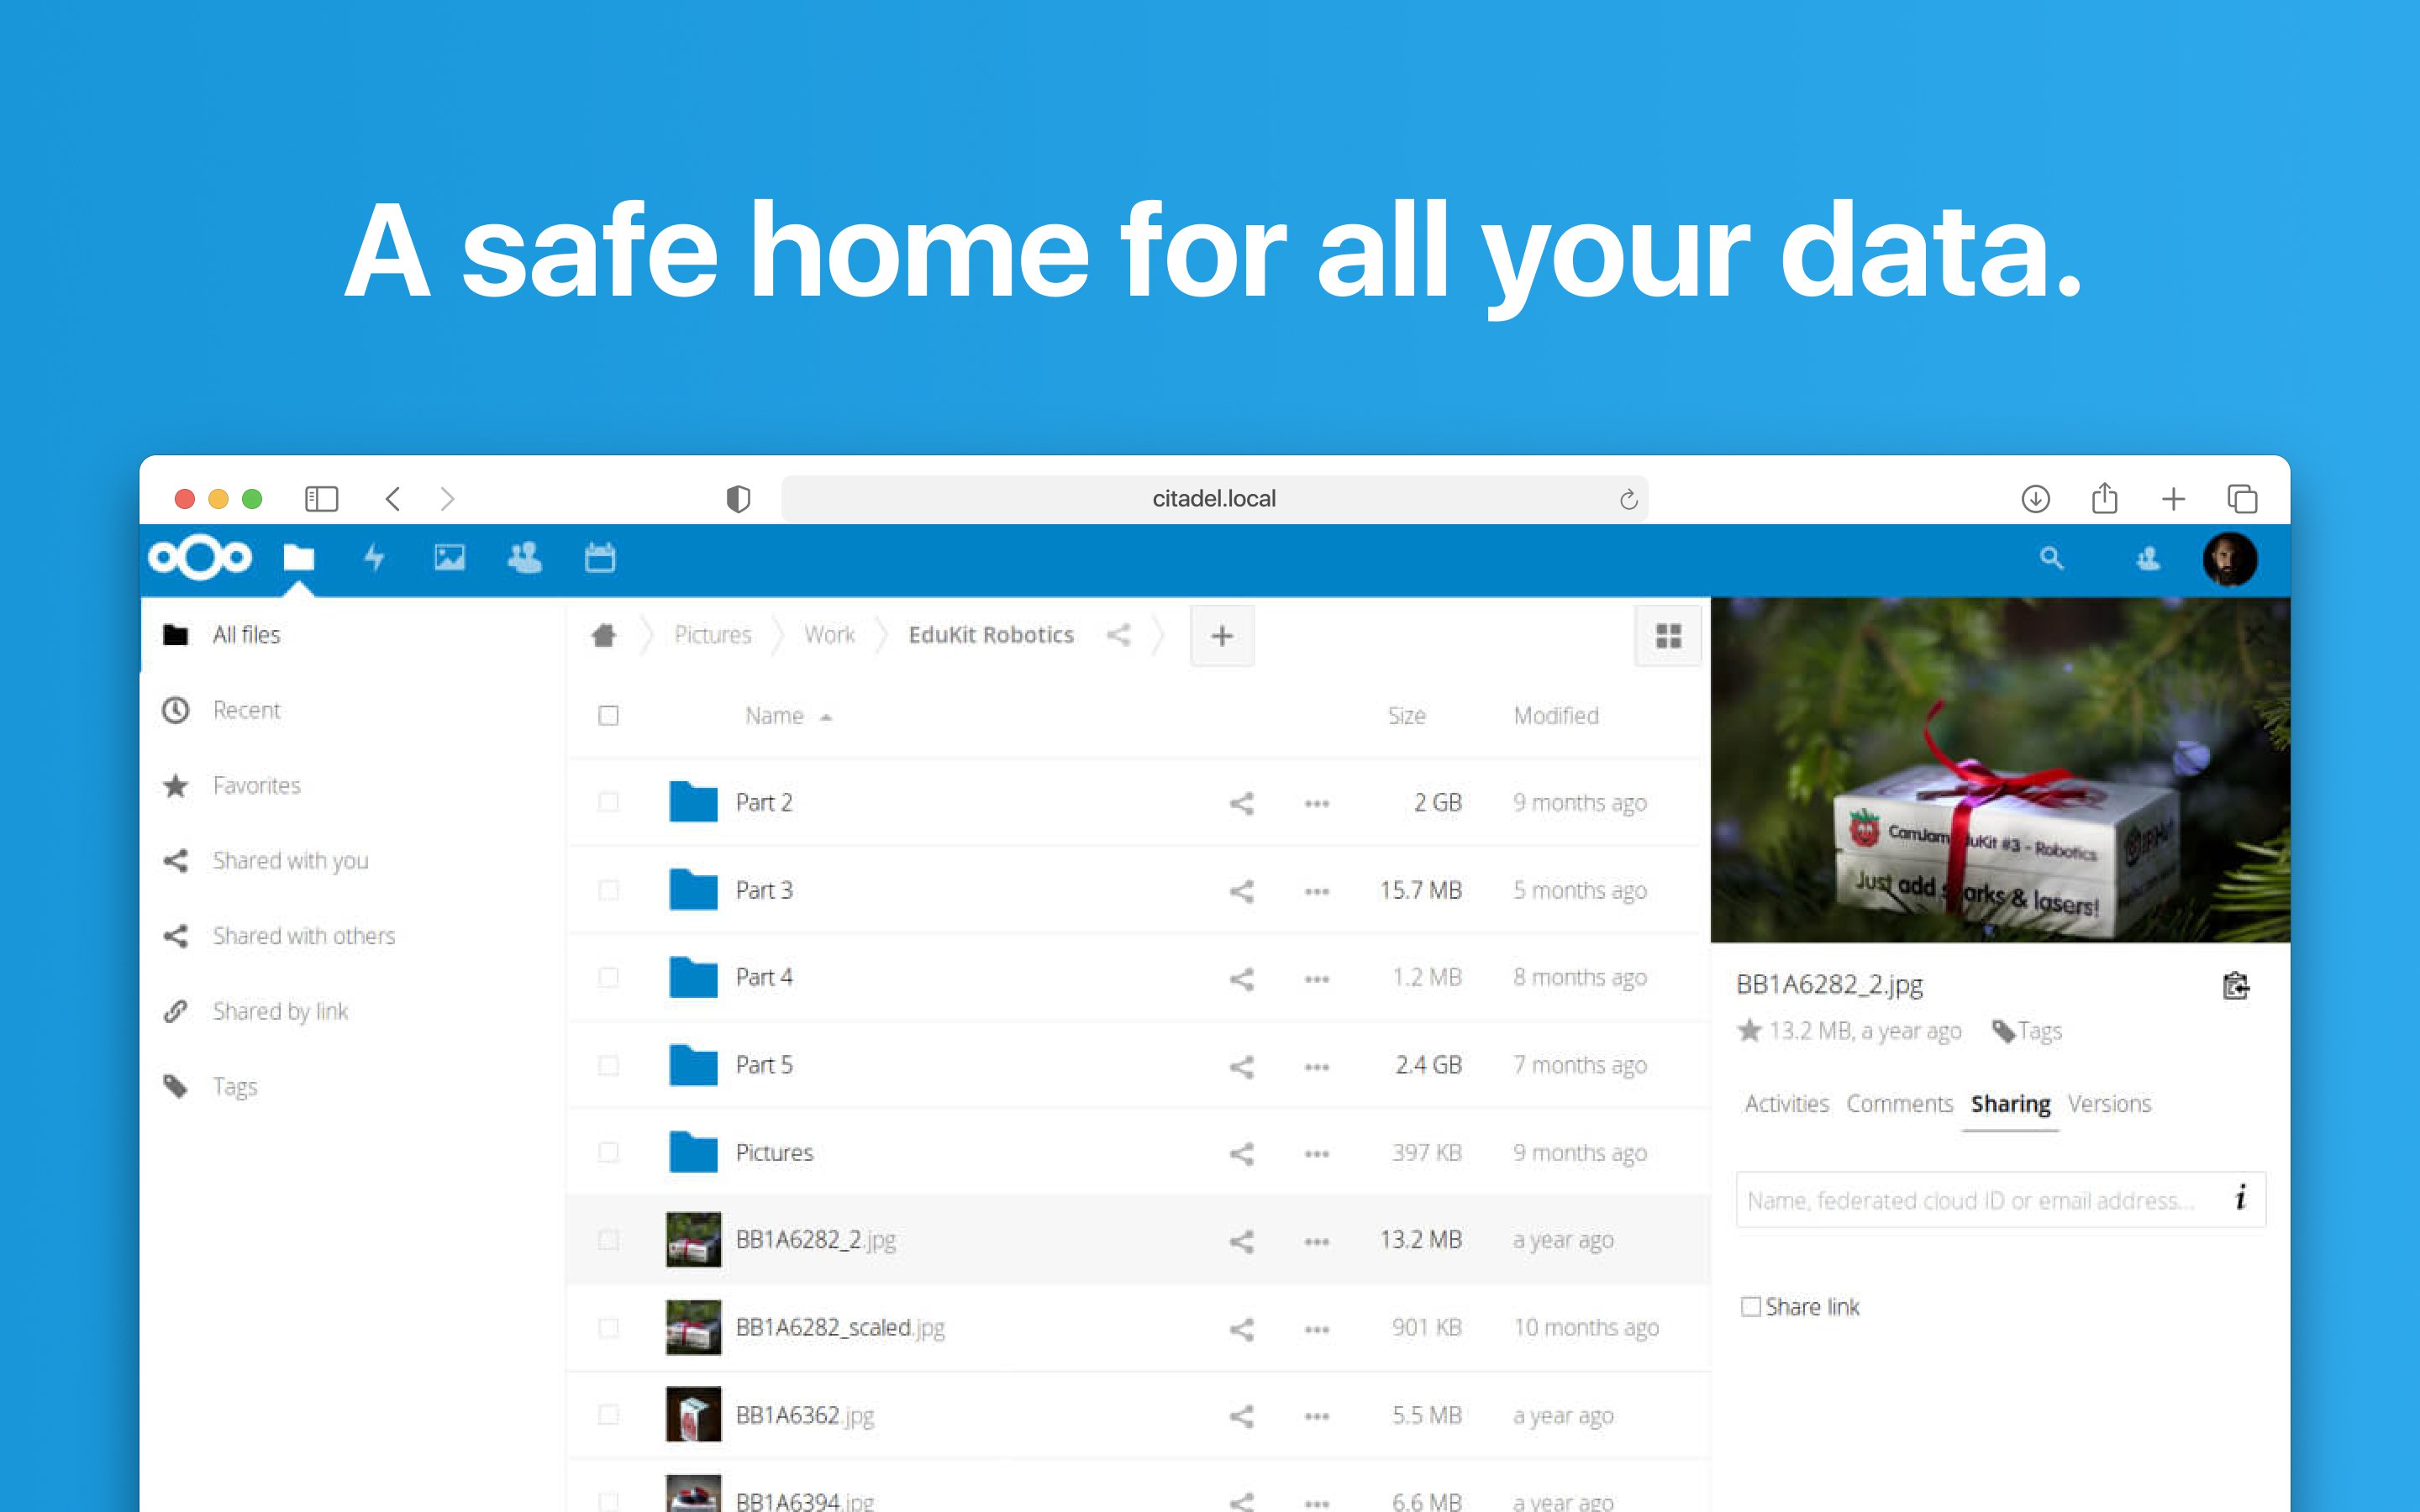 A safe home for all your data.
citadel.local
All files
Recent
Favorites
Shared with you
Shared with others
Shared by link
Tags
Pictures Work EduKit Robotics
Name Size Modified
Part 2 2 GB 9 months ago
Part 3 15.7 MB 5 months ago
Part 4 1.2 MB 8 months ago
Part 5 2.4 GB 7 months ago
Pictures 397 KB 9 months ago
BB1A6282_2.jpg 13.2 MB a year ago
BB1A6282_scaled.jpg 901 KB 10 months ago
BB1A6362.jpg 5.5 MB a year ago
BB1A6394.jpg 6.6 MB a year ago
CamJam #3 - Robotics
Just add & lasers!
BB1A6282_2.jpg
13.2 MB, a year ago Tags
Activities Comments Sharing Versions
Name, federated cloud ID or email address...
Share link